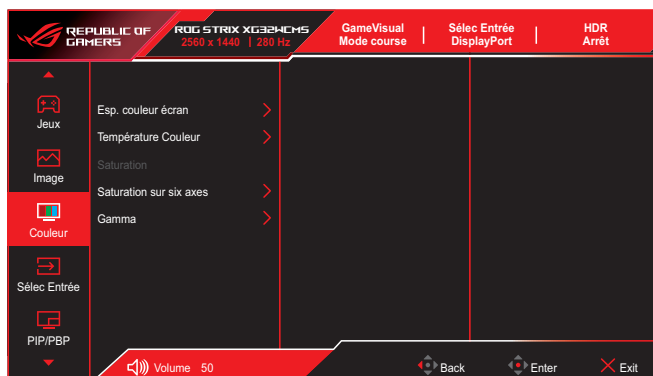 REPUBLIC OF
GAMERS
ROG STRIX XG32WCMS
2560 x 1440 | 280 Hz
GameVisual
Mode course
Sélec Entrée
DisplayPort
HDR
Arrêt
Jeux
Image
Couleur
Sélec Entrée
PIP/PBP
Esp. couleur écran
Température Couleur
Saturation
Saturation sur six axes
Gamma
Volume 50
Back
Enter
Exit